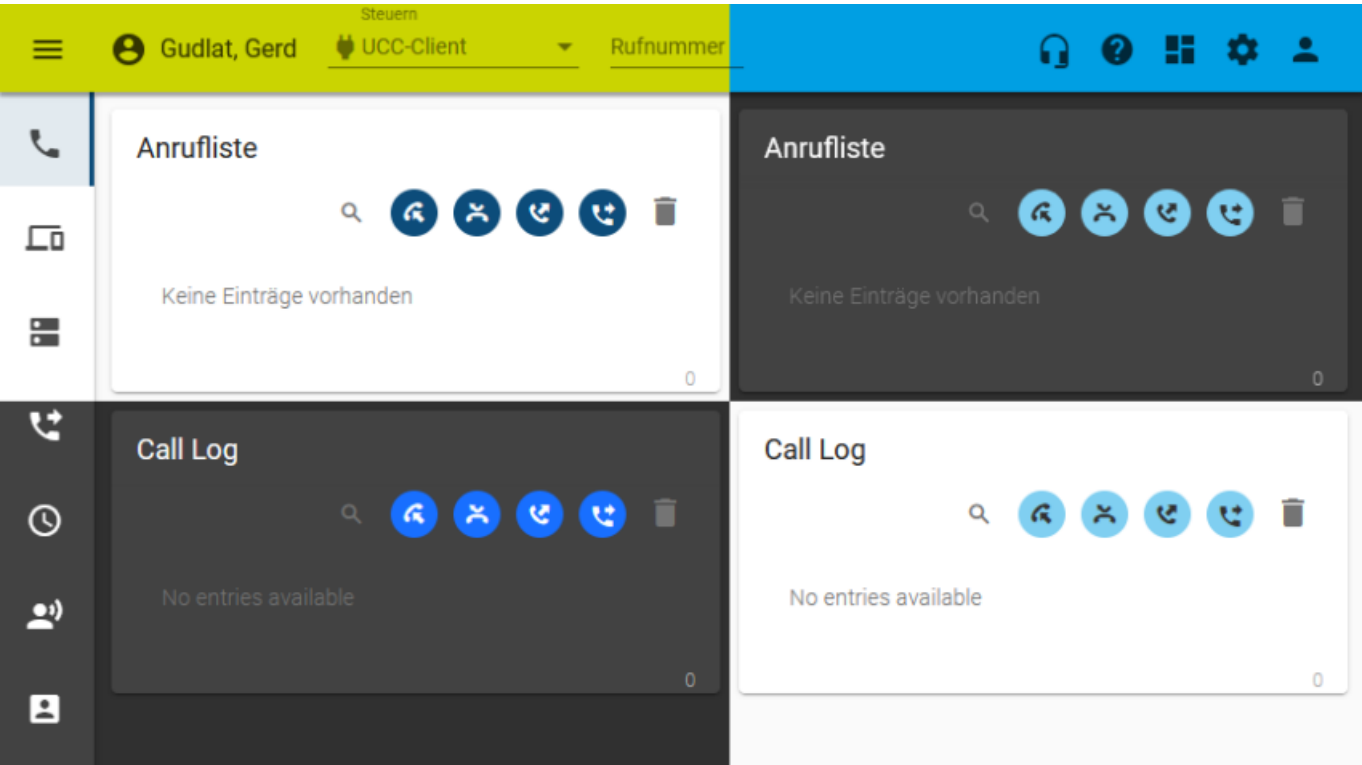 Steuern
Gudlat, Gerd UCC-Client Rufnummer
Anrufliste
Keine Einträge vorhanden
0
Anrufliste
Keine Einträge vorhanden
0
Call Log
No entries available
0
Call Log
No entries available
0